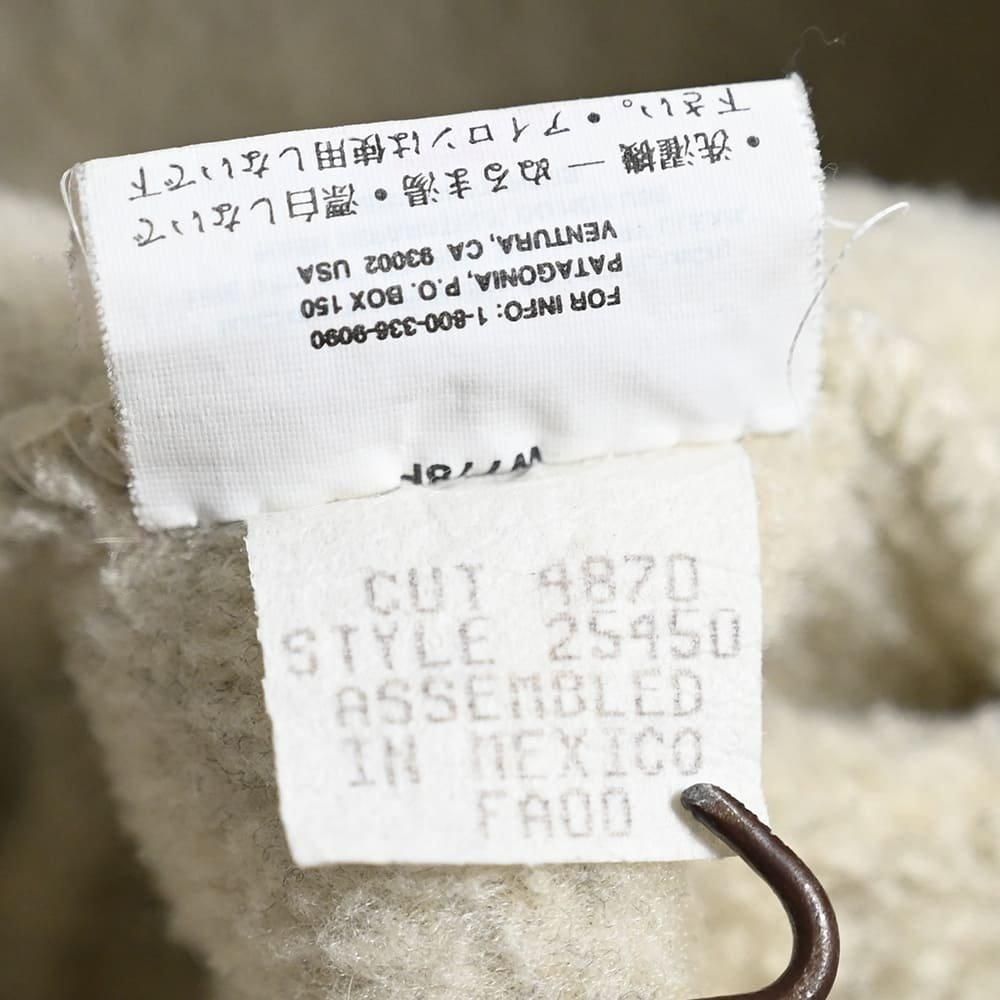 FOR INFO: 1-800-336-9090
PATAGONIA, P.O. BOX 150
VENTURA, CA 93002 USA
• 洗濯機 — ぬるま湯 • 漂白しないで
下さい。• アイロンは使用しないで下
CUT 4870
STYLE 25450
ASSEMBLED
IN MEXICO
FA00